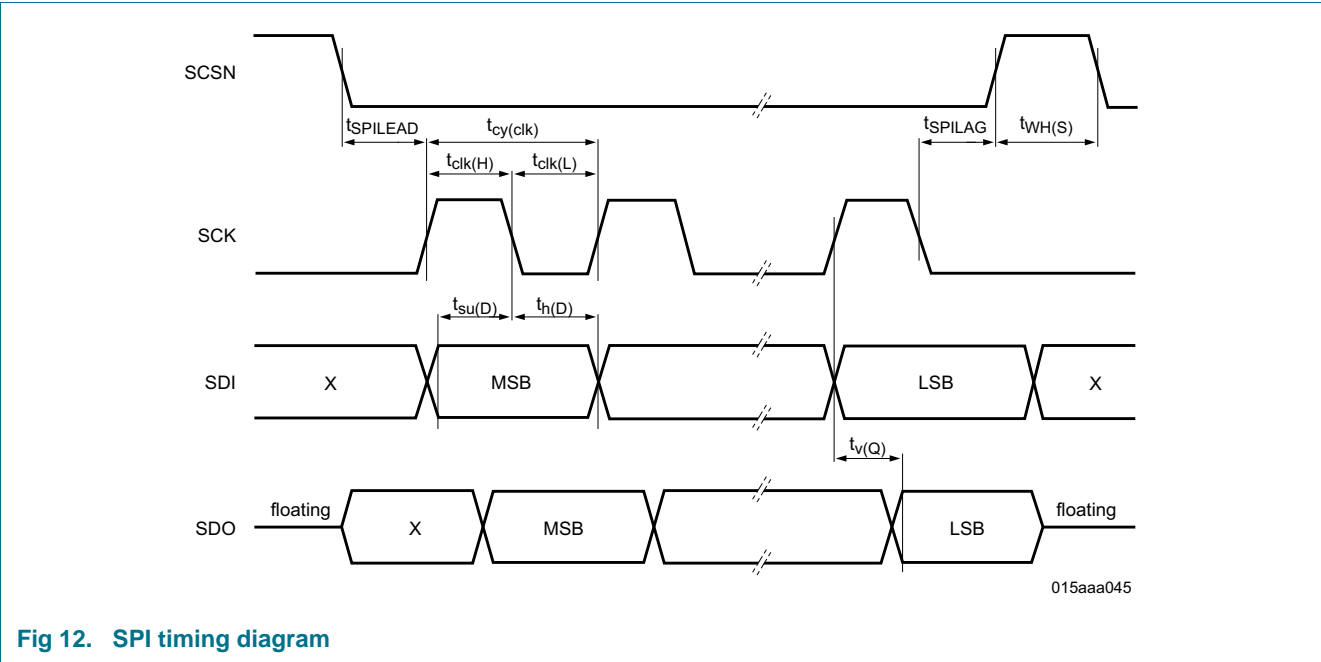 SCSN
tSPILEAD
tcy(clk)
tSPILAG
tWH(S)
tclk(H)
tclk(L)
SCK
tsu(D)
th(D)
SDI
X
MSB
LSB
X
tv(Q)
SDO
floating
X
MSB
LSB
floating
015aaa045
Fig 12. SPI timing diagram